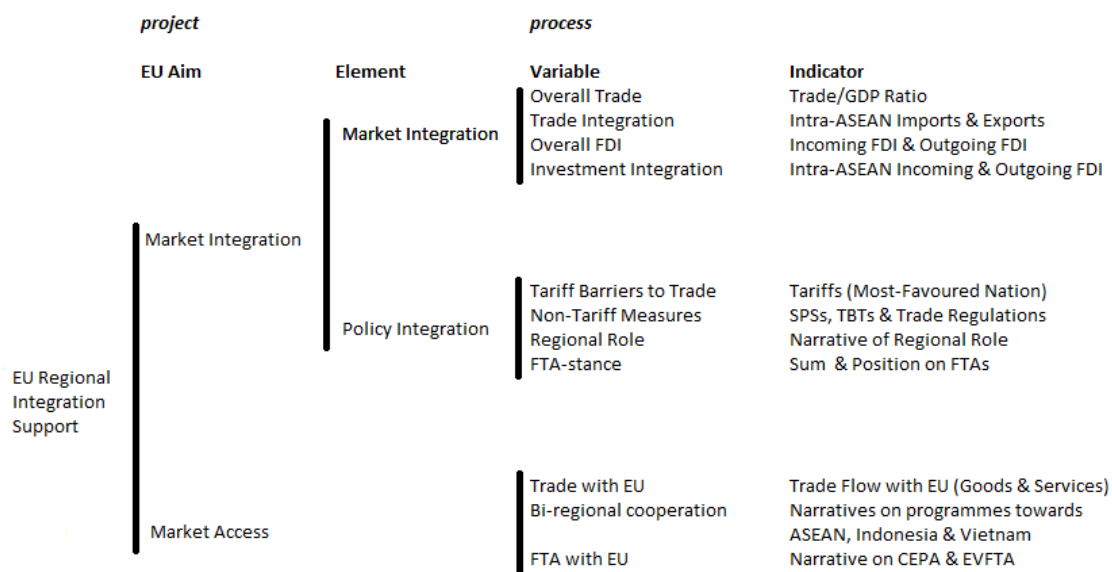 project process
EU Aim Element Variable Indicator
Overall Trade Trade/GDP Ratio
Market Integration Trade Integration Intra-ASEAN Imports & Exports
Overall FDI Incoming FDI & Outgoing FDI
Investment Integration Intra-ASEAN Incoming & Outgoing FDI
Market Integration
Tariff Barriers to Trade Tariffs (Most-Favoured Nation)
Policy Integration Non-Tariff Measures SPSs, TBTs & Trade Regulations
Regional Role Narrative of Regional Role
FTA-stance Sum & Position on FTAs
EU Regional
Integration
Support
Trade with EU Trade Flow with EU (Goods & Services)
Bi-regional cooperation Narratives on programmes towards
Market Access ASEAN, Indonesia & Vietnam
FTA with EU Narrative on CEPA & EVFTA